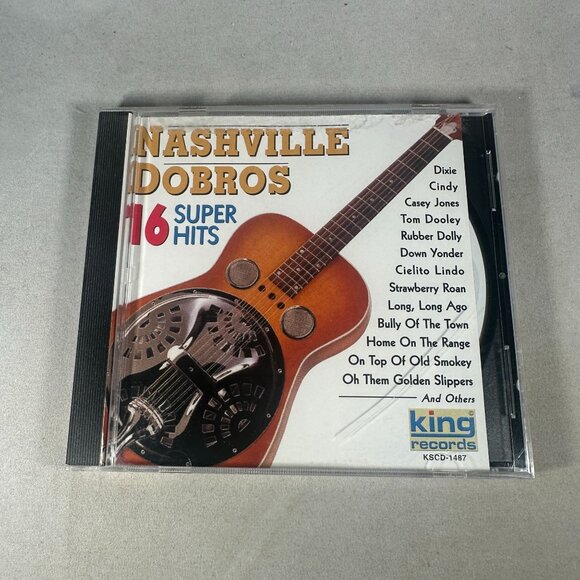 NASHVILLE
DOBROS
16 SUPER
HITS
Dixie
Cindy
Casey Jones
Tom Dooley
Rubber Dolly
Down Yonder
Cielito Lindo
Strawberry Roan
Long, Long Ago
Bully Of The Town
Home On The Range
On Top Of Old Smokey
Oh Them Golden Slippers
And Others
king
records
KSCD-1487